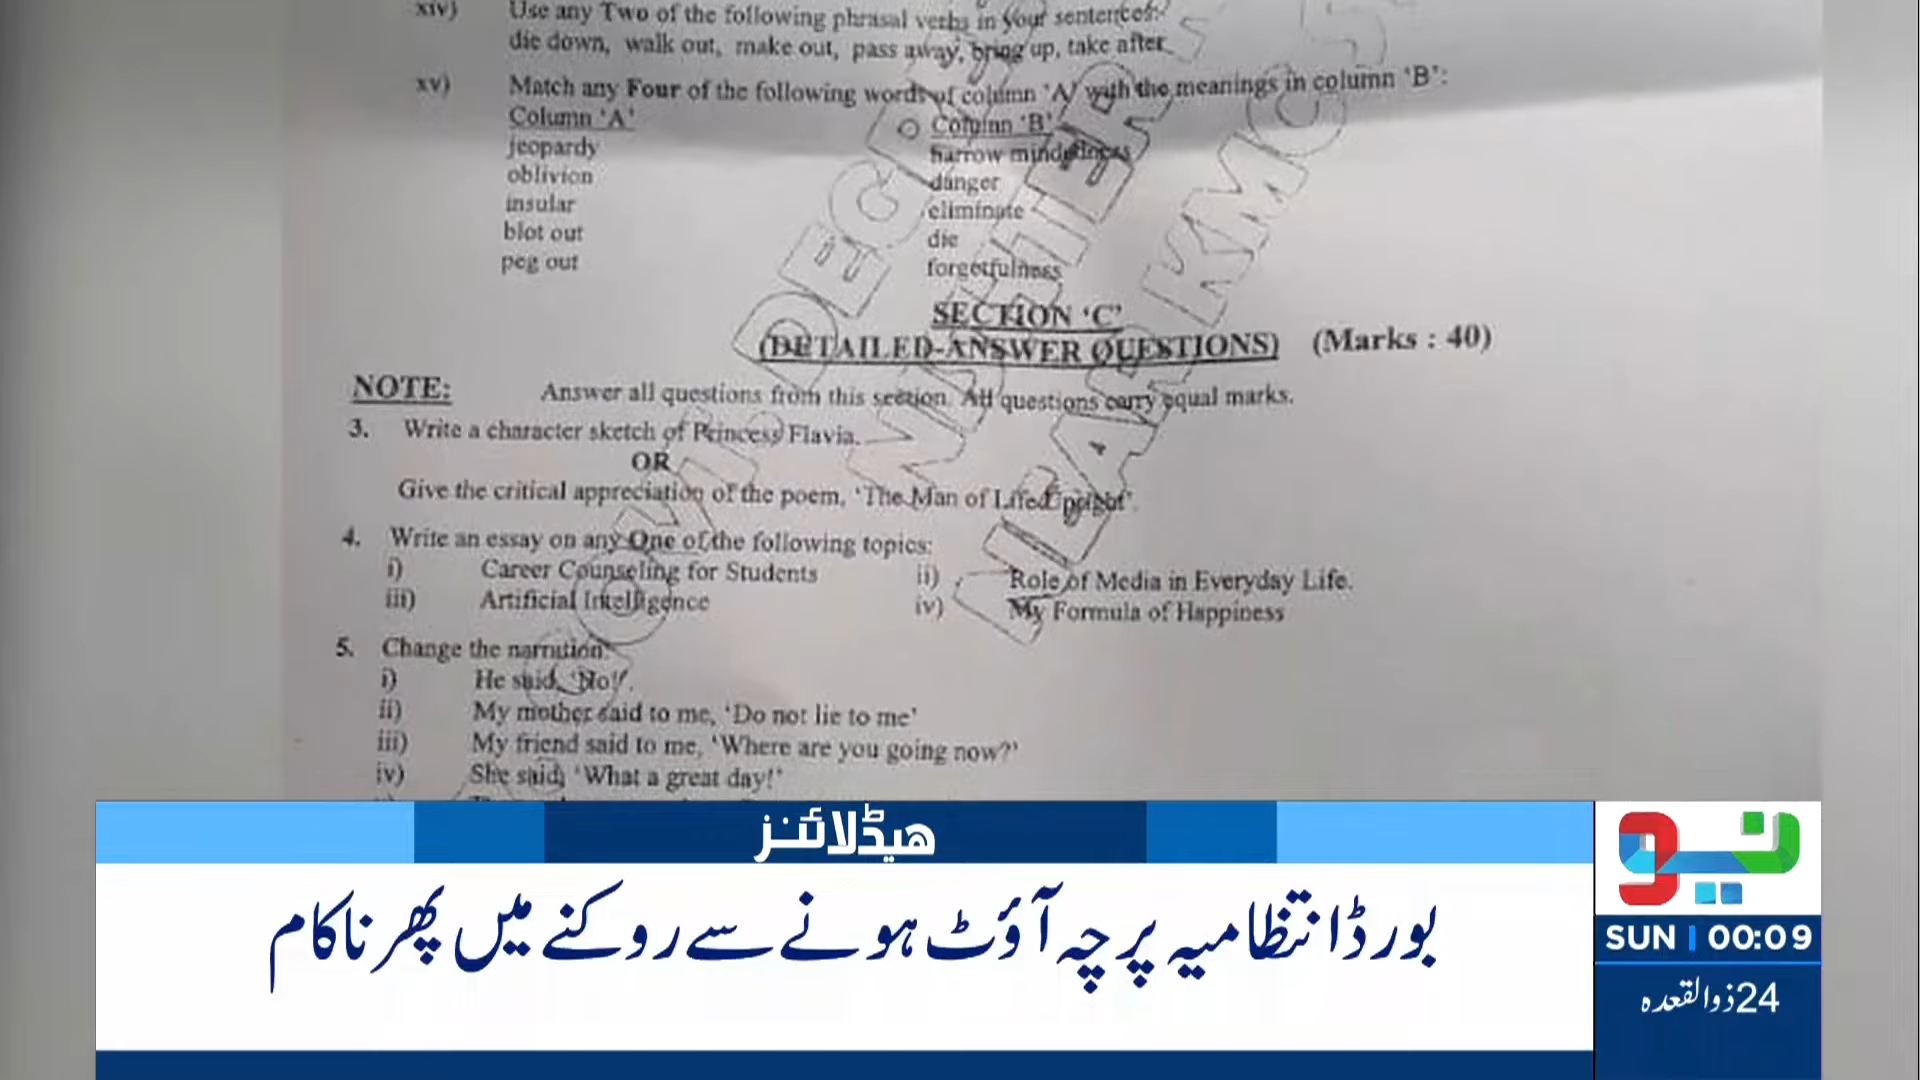 xiv) Use any Two of the following phrasal verbs in your sentences:
die down, walk out, make out, pass away, bring up, take after
xv) Match any Four of the following words of column 'A' with the meanings in column 'B':
Column 'A' Column 'B'
jeopardy narrow mindedness
oblivion danger
insular eliminate
blot out die
peg out forgetfulness
SECTION 'C'
(DETAILED-ANSWER QUESTIONS) (Marks : 40)
NOTE: Answer all questions from this section. All questions carry equal marks.
3. Write a character sketch of Princess Flavia.
OR
Give the critical appreciation of the poem, 'The Man of Life Upright'.
4. Write an essay on any One of the following topics:
i) Career Counseling for Students ii) Role of Media in Everyday Life.
iii) Artificial Intelligence iv) My Formula of Happiness
5. Change the narration:
i) He said, 'No!'.
ii) My mother said to me, 'Do not lie to me'
iii) My friend said to me, 'Where are you going now?'
iv) She said, 'What a great day!'
ہیڈلائنز
بورڈ انتظامیہ پرچہ آؤٹ ہونے سے روکنے میں پھر ناکام
نیو
SUN | 00:09
24 ذوالقعدہ